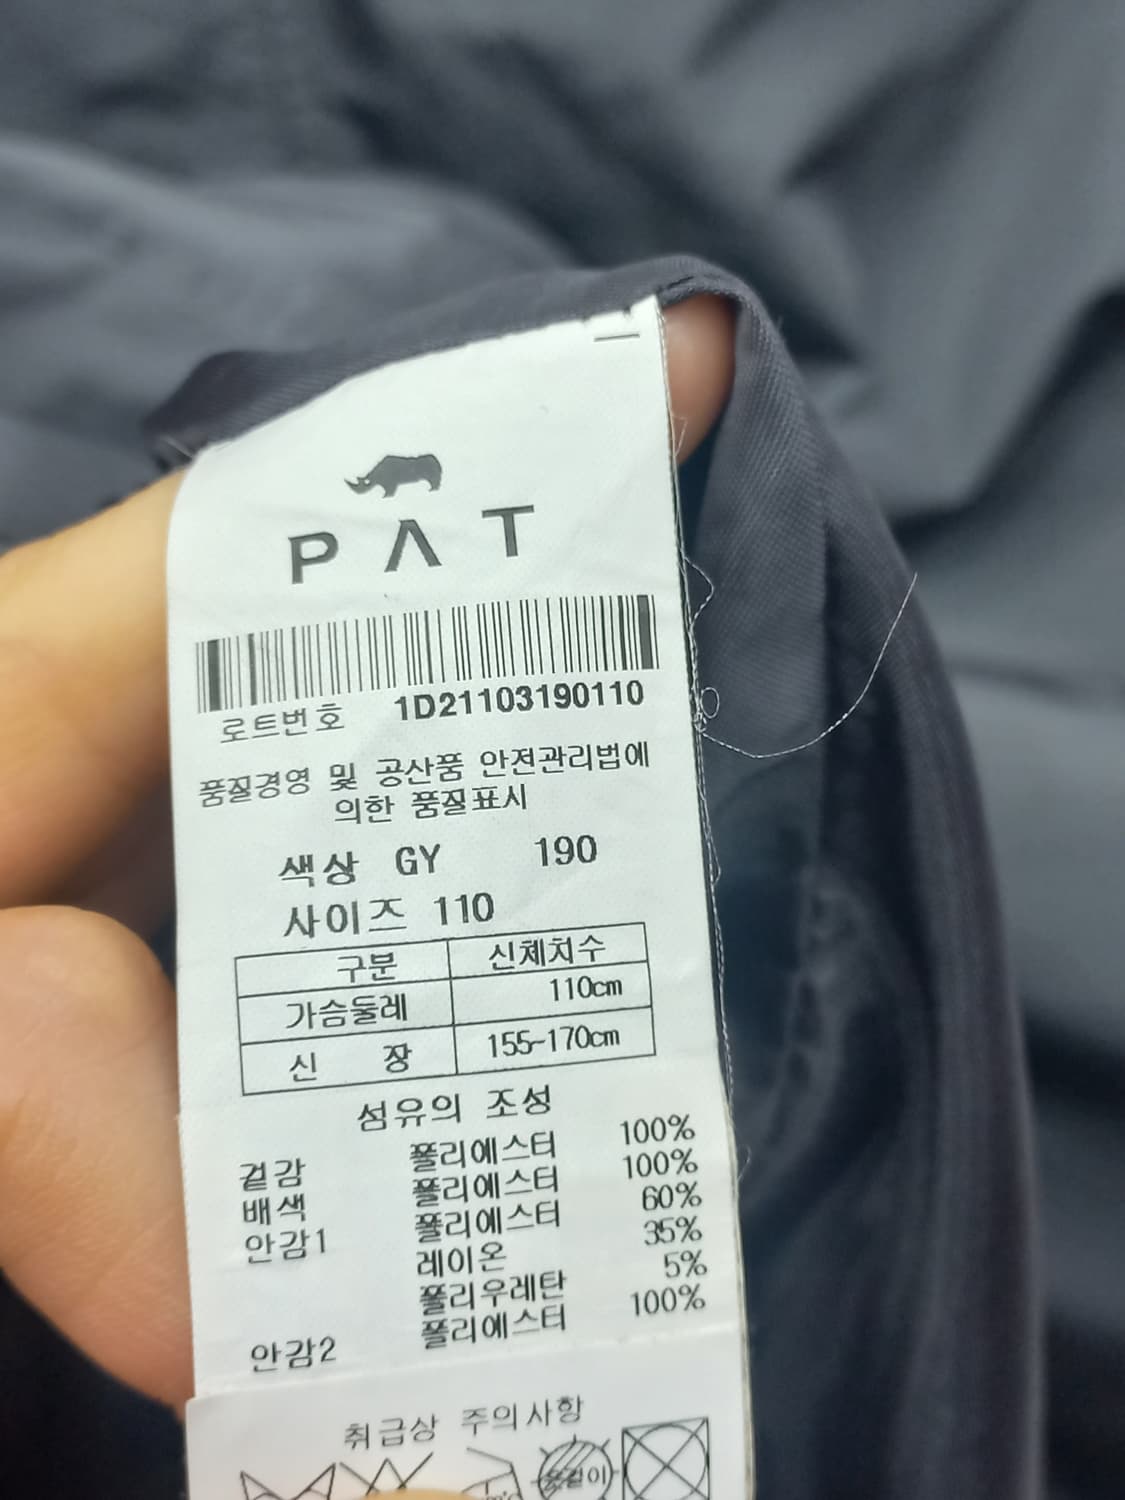 PAT
로트번호 1D21103190110
품질경영 및 공산품 안전관리법에
의한 품질표시
색상 GY 190
사이즈 110
구분 신체치수
가슴둘레 110cm
신 장 155-170cm
섬유의 조성
겉감 폴리에스터 100%
배색 폴리에스터 100%
안감1 폴리에스터 60%
레이온 35%
폴리우레탄 5%
안감2 폴리에스터 100%
취급상 주의사항